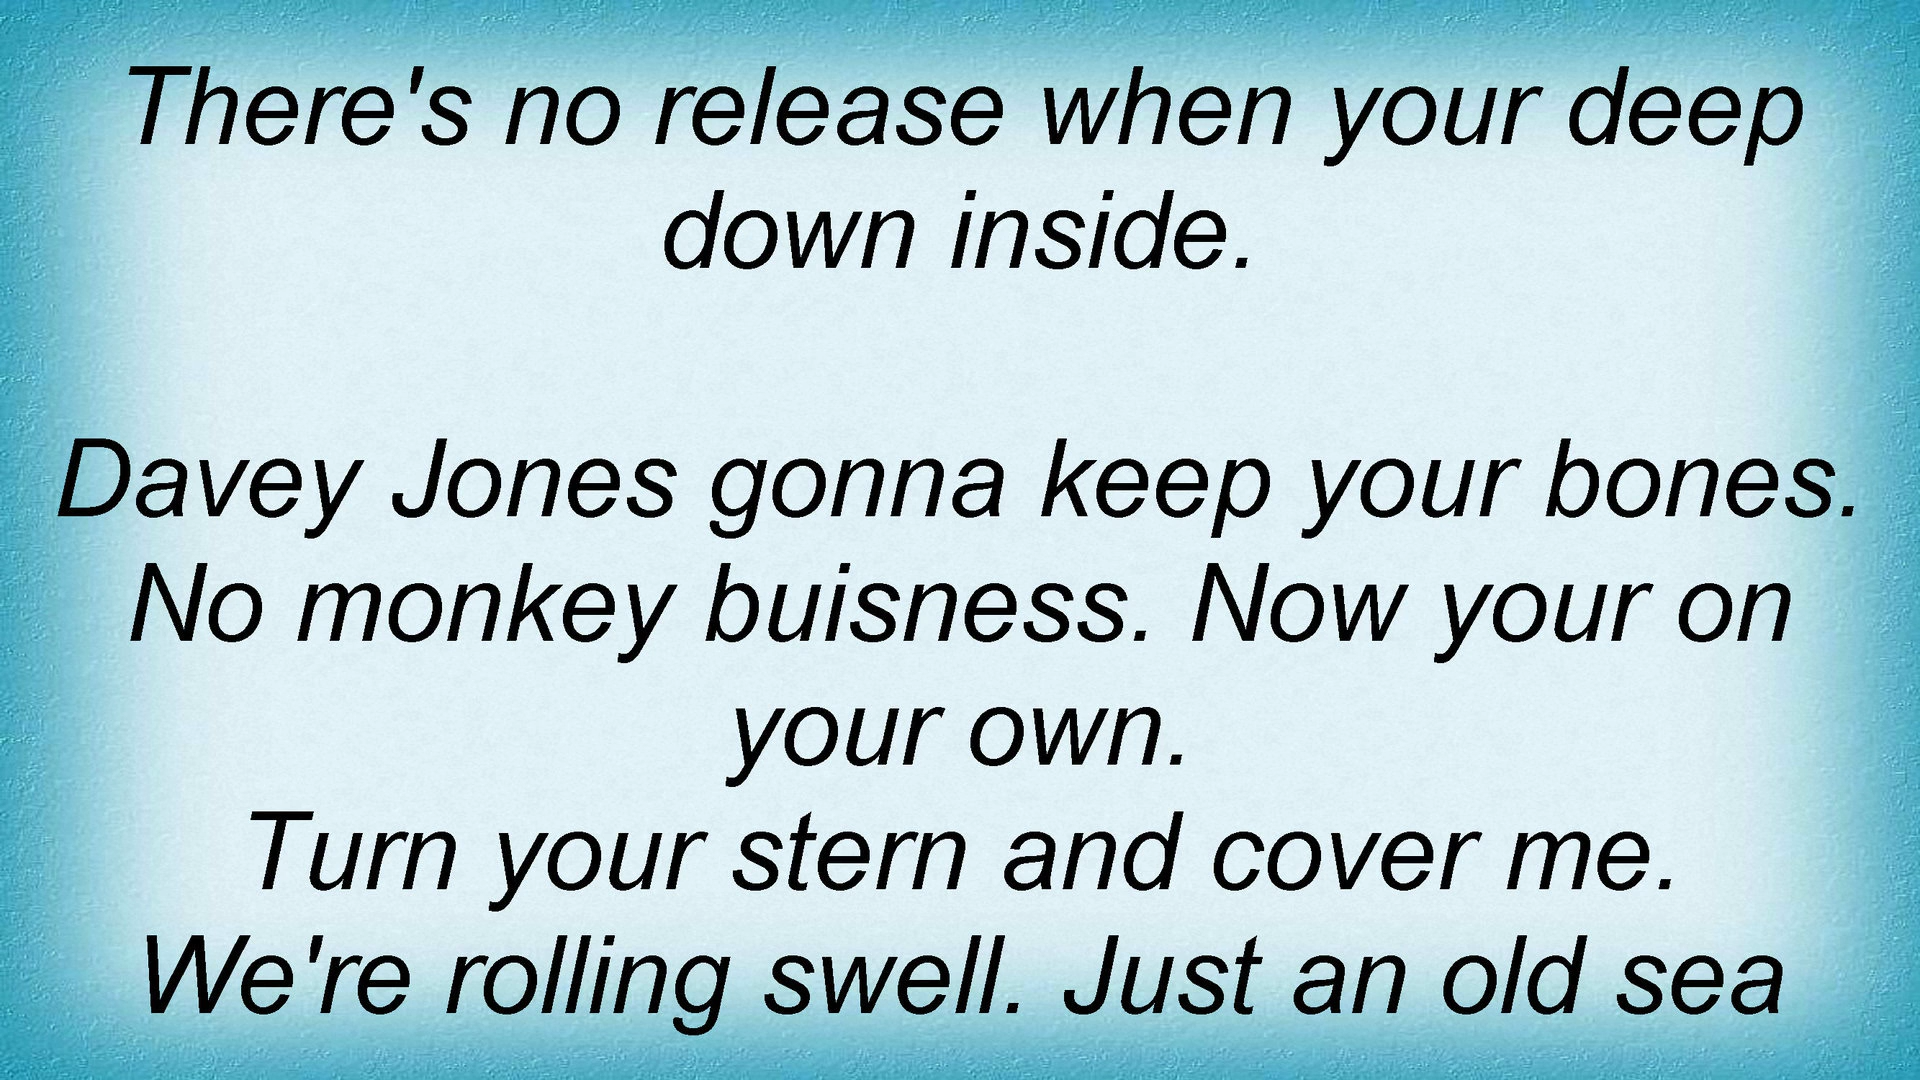 There's no release when your deep
down inside.
Davey Jones gonna keep your bones.
No monkey buisness. Now your on
your own.
Turn your stern and cover me.
We're rolling swell. Just an old sea